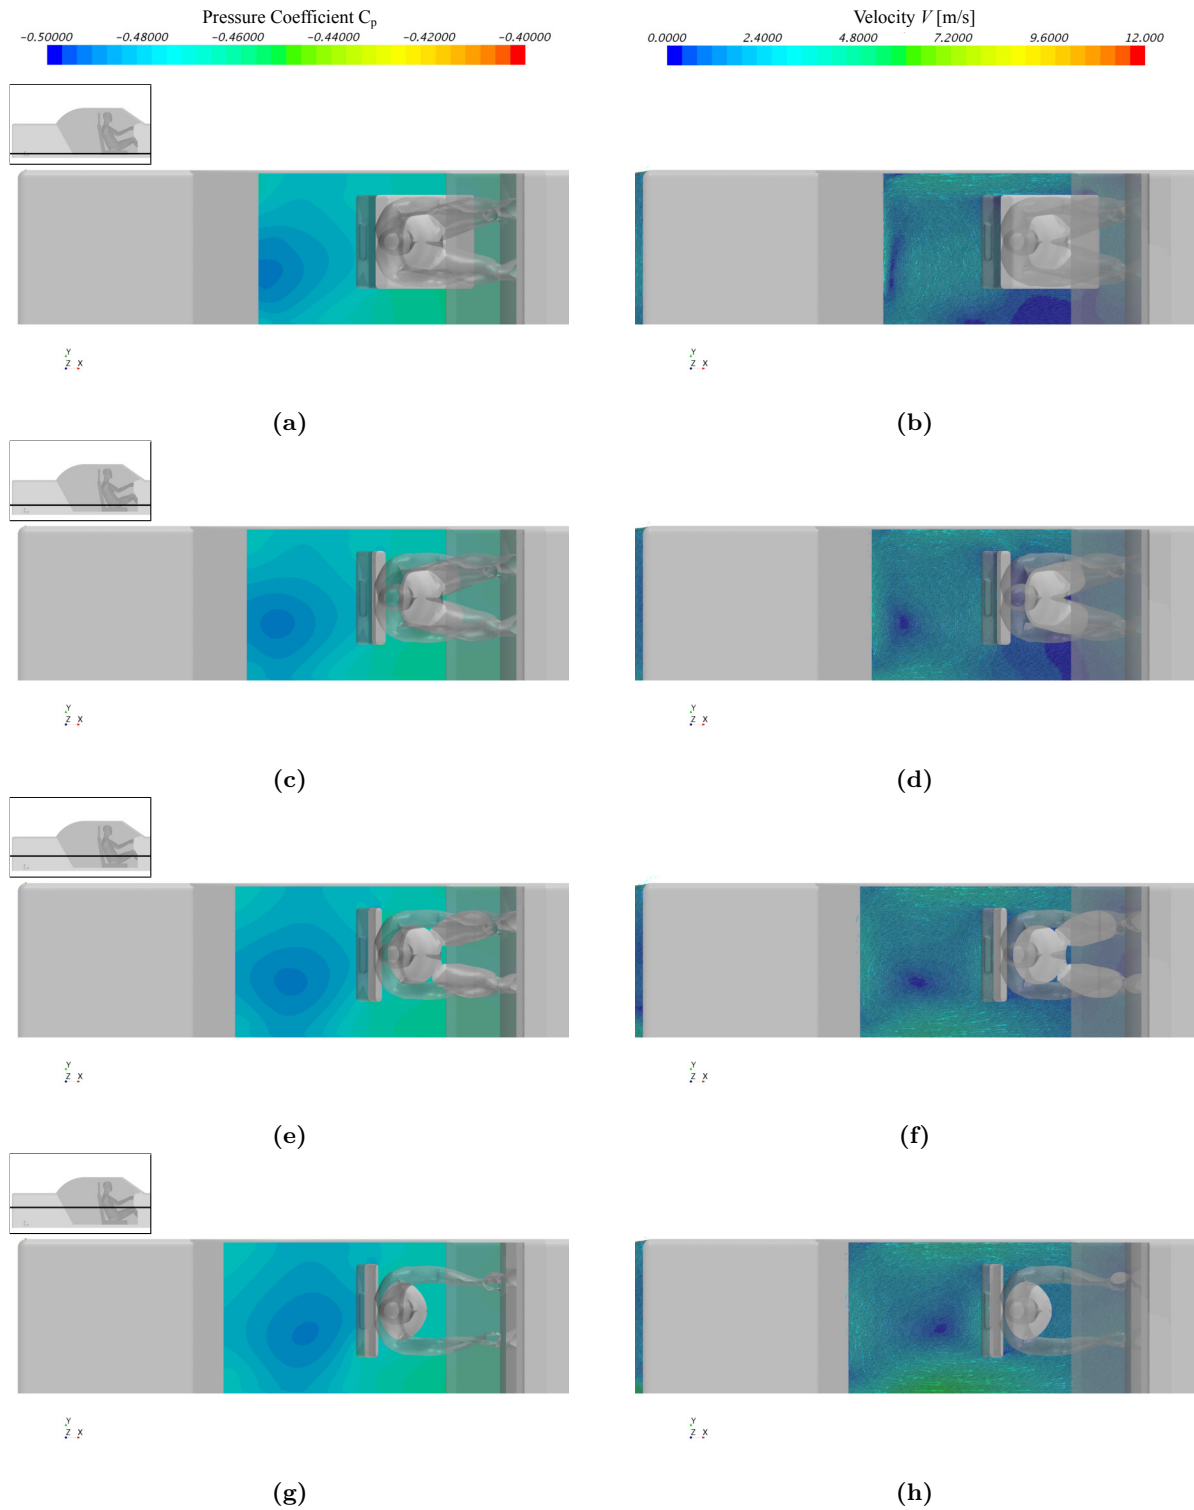 Pressure Coefficient Cp
-0.50000 -0.48000 -0.46000 -0.44000 -0.42000 -0.40000
Velocity V [m/s]
0.0000 2.4000 4.8000 7.2000 9.6000 12.000
Y
Z X
Y
Z X
(a)
(b)
Y
Z X
Y
Z X
(c)
(d)
Y
Z X
Y
Z X
(e)
(f)
Y
Z X
Y
Z X
(g)
(h)